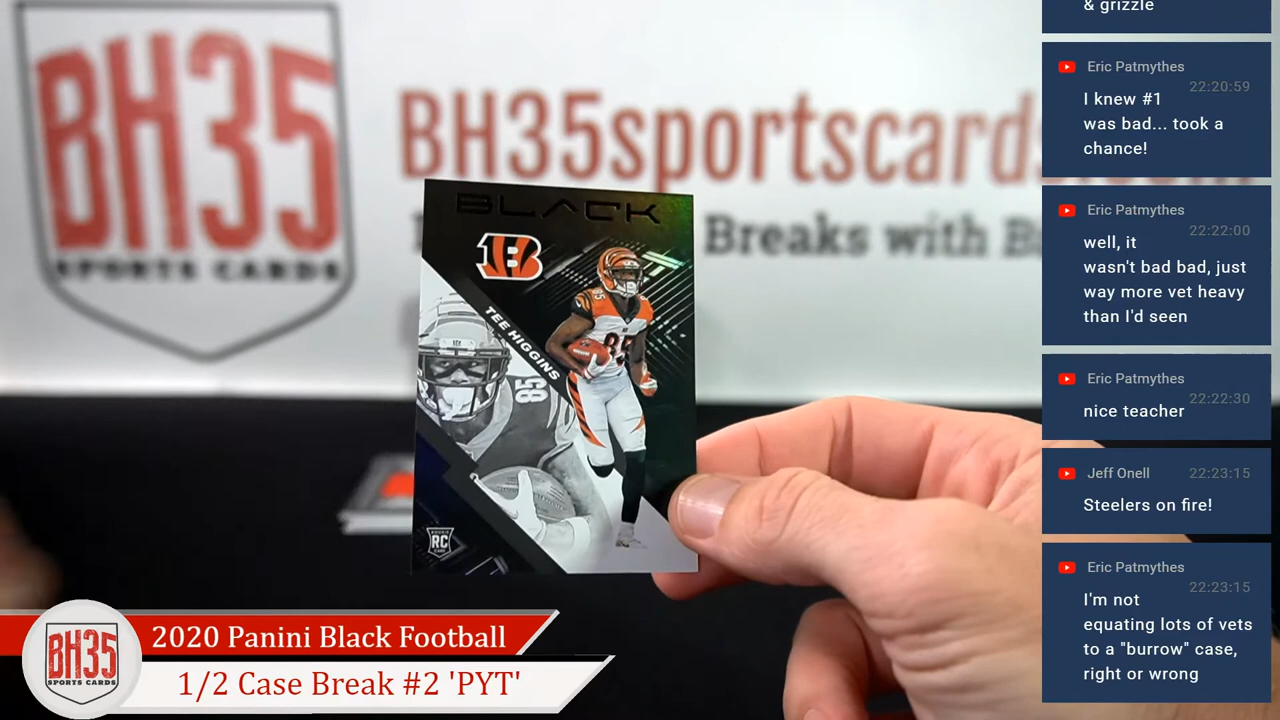 BH35
SPORTS CARDS
BH35sportscards
Breaks with
BLACK
B
TEE HIGGINS
85
85
85
ROOKIE
RC
CARD
BH35
SPORTS CARDS
2020 Panini Black Football
1/2 Case Break #2 'PYT'
& grizzle
Eric Patmythes
22:20:59
I knew #1
was bad... took a
chance!
Eric Patmythes
22:22:00
well, it
wasn't bad bad, just
way more vet heavy
than I'd seen
Eric Patmythes
22:22:30
nice teacher
Jeff Onell 22:23:15
Steelers on fire!
Eric Patmythes
22:23:15
I'm not
equating lots of vets
to a "burrow" case,
right or wrong